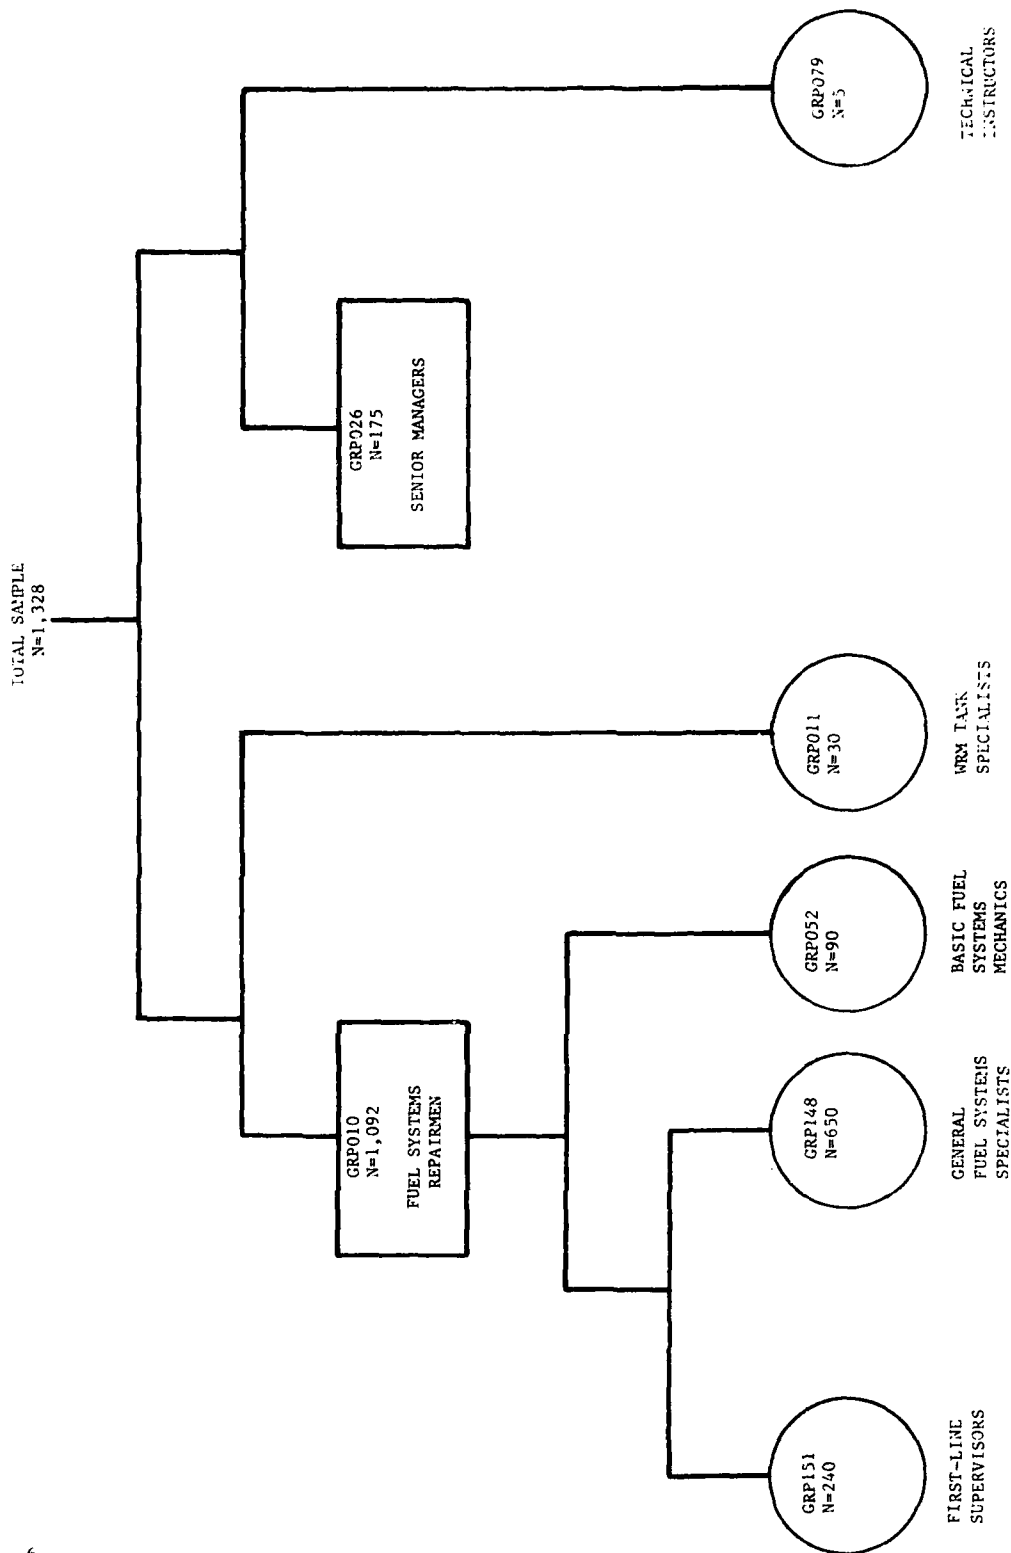 TOTAL SAMPLE
N=1,328
GRP010
N=1,092
FUEL SYSTEMS
REPAIRMEN
GRP026
N=175
SENIOR MANAGERS
GRP151
N=240
FIRST-LINE
SUPERVISORS
GRP148
N=650
GENERAL
FUEL SYSTEMS
SPECIALISTS
GRP052
N=90
BASIC FUEL
SYSTEMS
MECHANICS
GRP011
N=30
WRM TANK
SPECIALISTS
GRP079
N=5
TECHNICAL
INSTRUCTORS